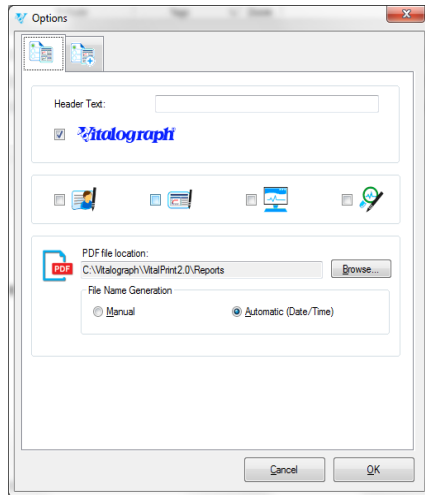 Options
Header Text:
Vitalograph
PDF file location:
PDF
C:\Vitalograph\VitalPrint2.0\Reports
Browse...
File Name Generation
Manual
Automatic (Date/Time)
Cancel
OK